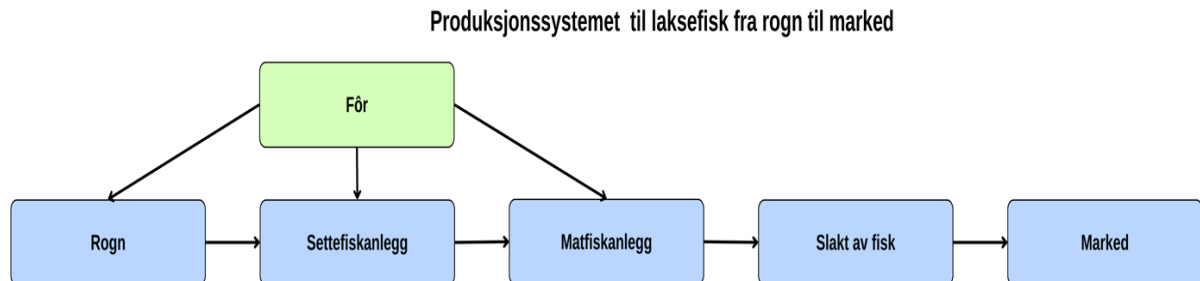 Produksjonssystemet til laksefisk fra rogn til marked
Fôr
Rogn
Settefiskanlegg
Matfiskanlegg
Slakt av fisk
Marked